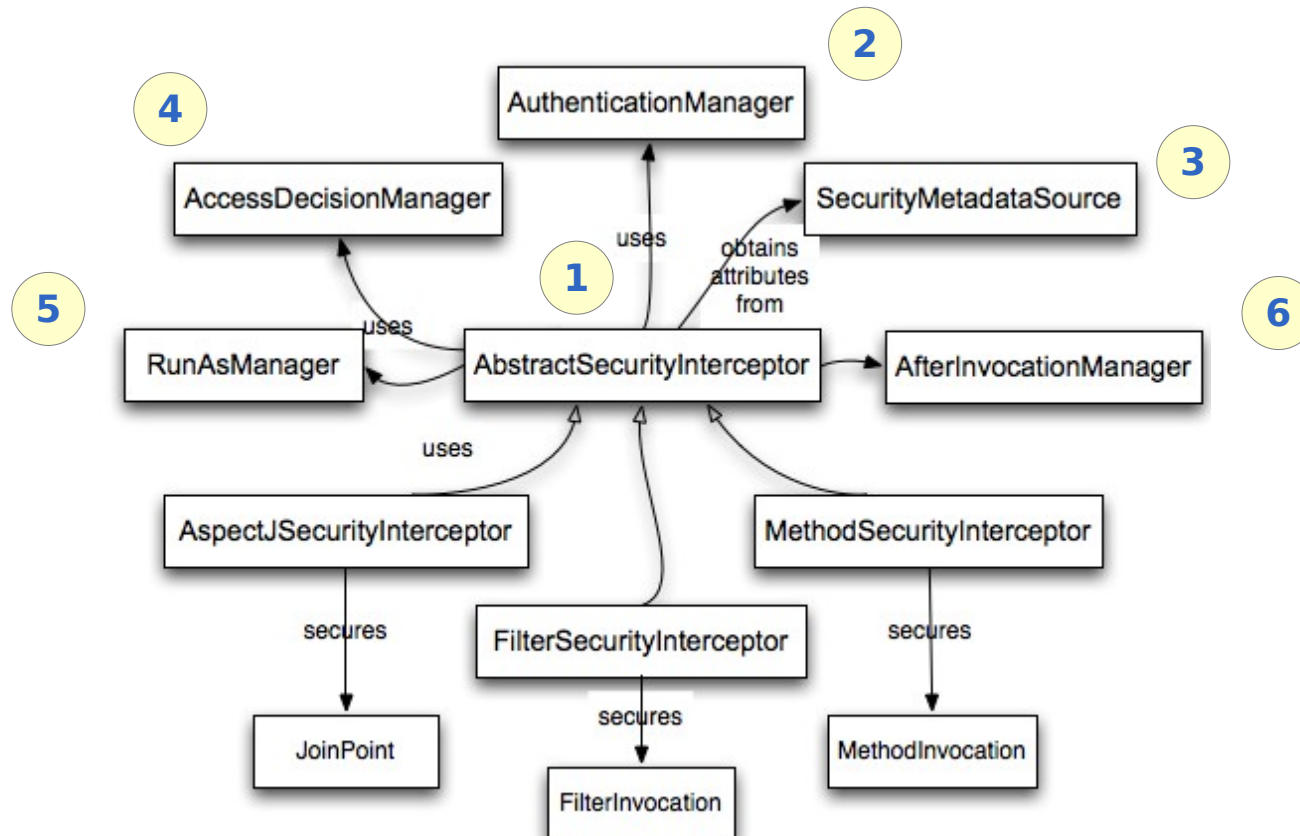 2
4
AuthenticationManager
3
AccessDecisionManager
SecurityMetadataSource
uses
obtains
attributes
from
1
5
6
uses
RunAsManager
AbstractSecurityInterceptor
AfterInvocationManager
uses
AspectJSecurityInterceptor
MethodSecurityInterceptor
secures
FilterSecurityInterceptor
secures
secures
JoinPoint
MethodInvocation
FilterInvocation